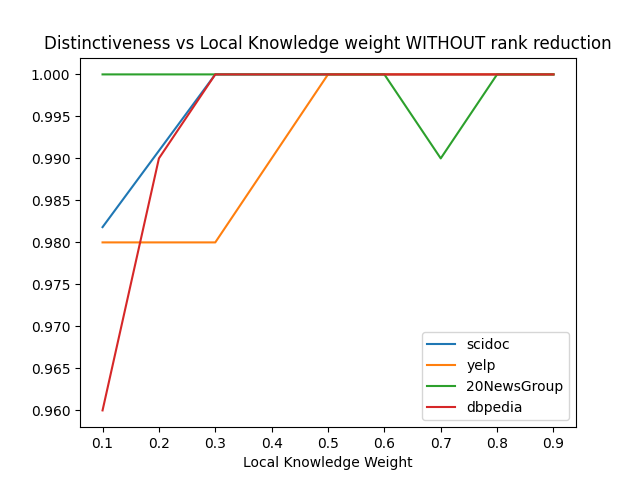 Distinctiveness vs Local Knowledge weight WITHOUT rank reduction
1.000
0.995
0.990
0.985
0.980
0.975
0.970
0.965
0.960
scidoc
yelp
20NewsGroup
dbpedia
0.1 0.2 0.3 0.4 0.5 0.6 0.7 0.8 0.9
Local Knowledge Weight